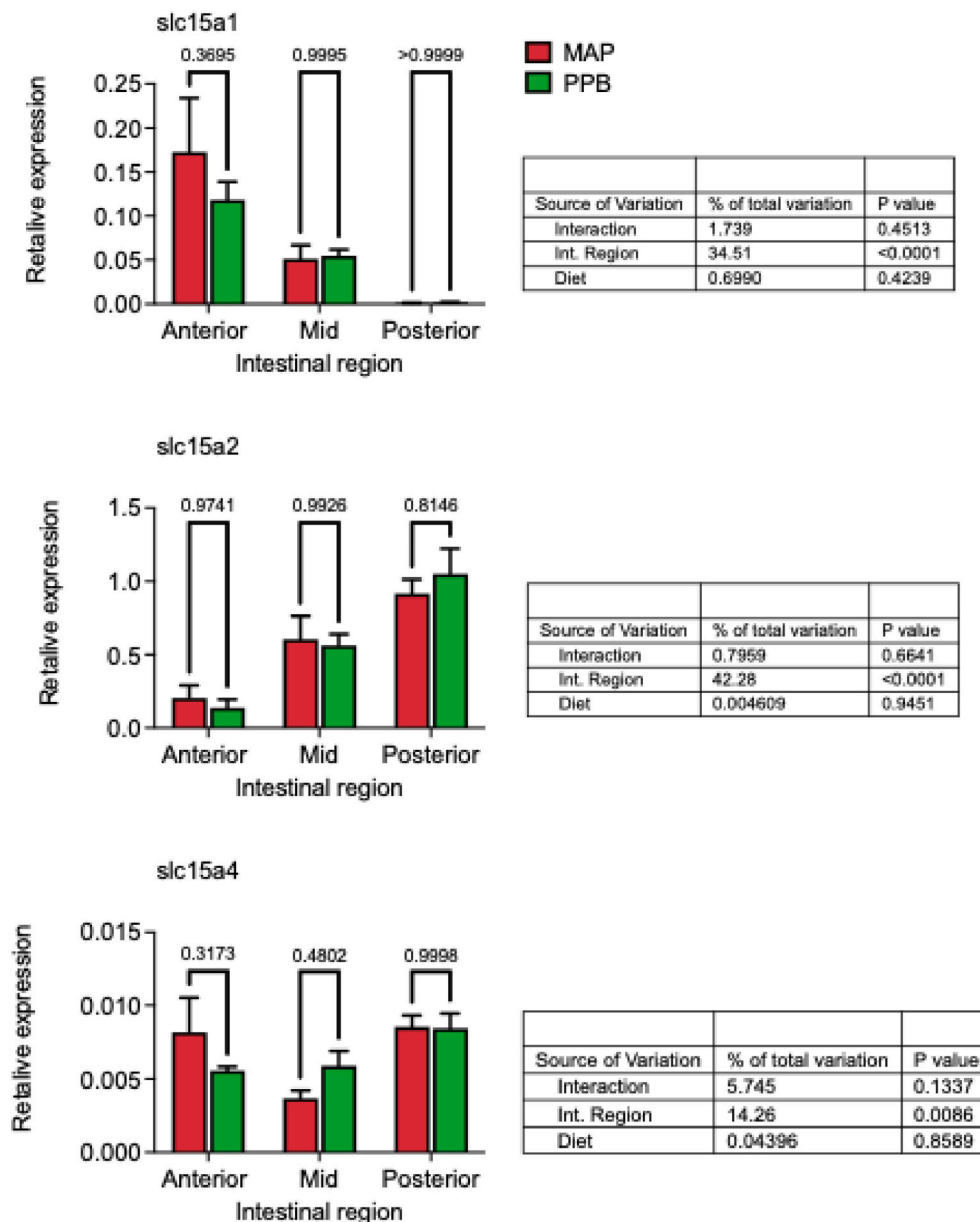 slc15a1
0.3695 0.9995 >0.9999
MAP
PPB
Retalive expression
0.25
0.20
0.15
0.10
0.05
0.00
Anterior Mid Posterior
Intestinal region
Source of Variation % of total variation P value
Interaction 1.739 0.4513
Int. Region 34.51 <0.0001
Diet 0.6990 0.4239
slc15a2
0.9741 0.9926 0.8146
Retalive expression
1.5
1.0
0.5
0.0
Anterior Mid Posterior
Intestinal region
Source of Variation % of total variation P value
Interaction 0.7959 0.6641
Int. Region 42.28 <0.0001
Diet 0.004609 0.9451
slc15a4
0.3173 0.4802 0.9998
Retalive expression
0.015
0.010
0.005
0.000
Anterior Mid Posterior
Intestinal region
Source of Variation % of total variation P value
Interaction 5.745 0.1337
Int. Region 14.26 0.0086
Diet 0.04396 0.8589